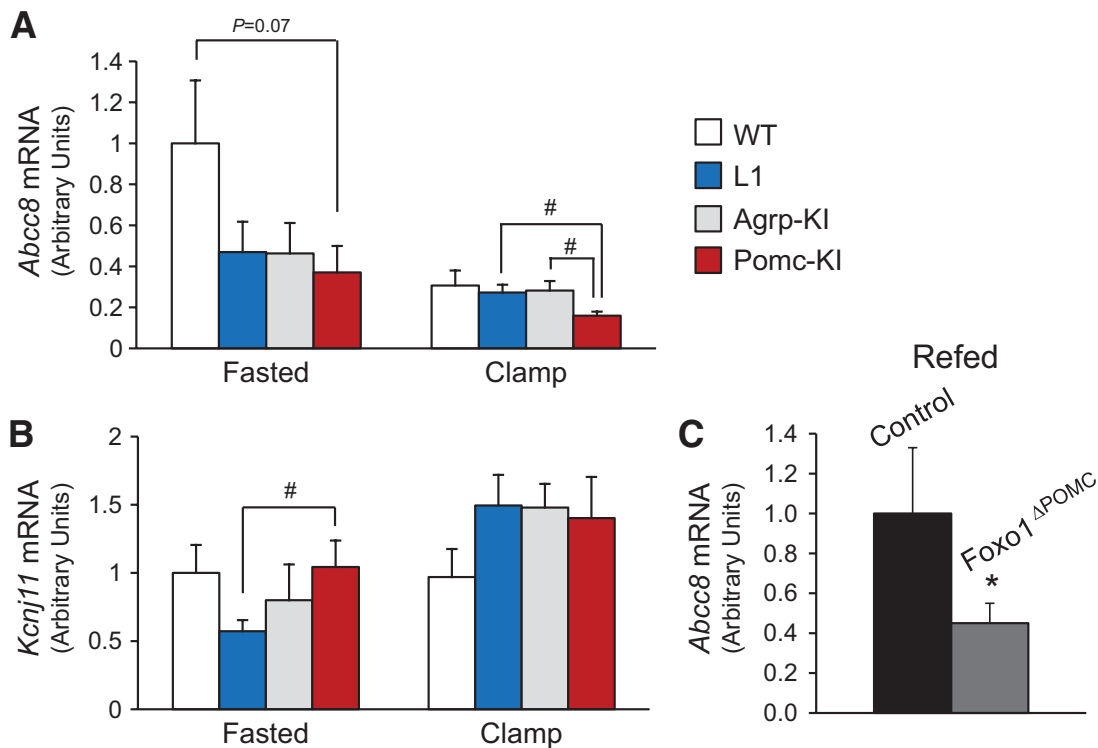 A
P=0.07
Abcc8 mRNA
(Arbitrary Units)
1.4
1.2
1
0.8
0.6
0.4
0.2
0
#
#
Fasted
Clamp
WT
L1
Agrp-KI
Pomc-KI
B
Kcnj11 mRNA
(Arbitrary Units)
2
1.5
1
0.5
0
#
Fasted
Clamp
C
Refed
Abcc8 mRNA
(Arbitrary Units)
1.4
1.2
1.0
0.8
0.6
0.4
0.2
0.0
Control
Foxo1 ΔPOMC
*